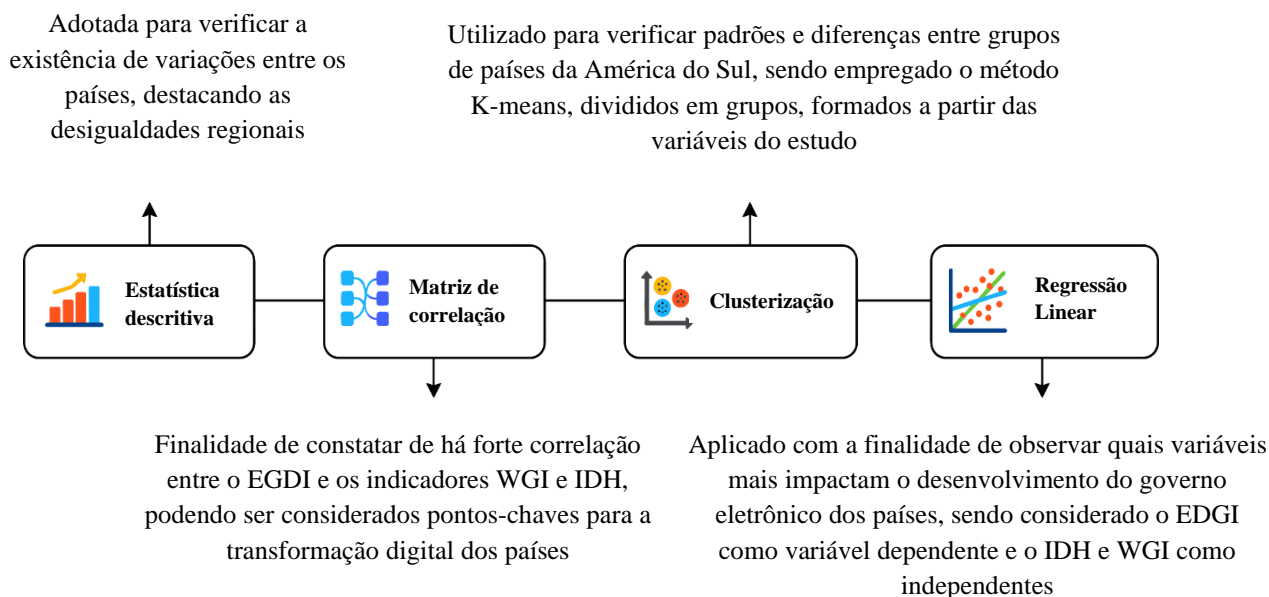 Adotada para verificar a
existência de variações entre os
países, destacando as
desigualdades regionais
Utilizado para verificar padrões e diferenças entre grupos
de países da América do Sul, sendo empregado o método
K-means, divididos em grupos, formados a partir das
variáveis do estudo
Estatística
descritiva
Matriz de
correlação
Clusterização
Regressão
Linear
Finalidade de constatar de há forte correlação
entre o EGDI e os indicadores WGI e IDH,
podendo ser considerados pontos-chaves para a
transformação digital dos países
Aplicado com a finalidade de observar quais variáveis
mais impactam o desenvolvimento do governo
eletrônico dos países, sendo considerado o EDGI
como variável dependente e o IDH e WGI como
independentes